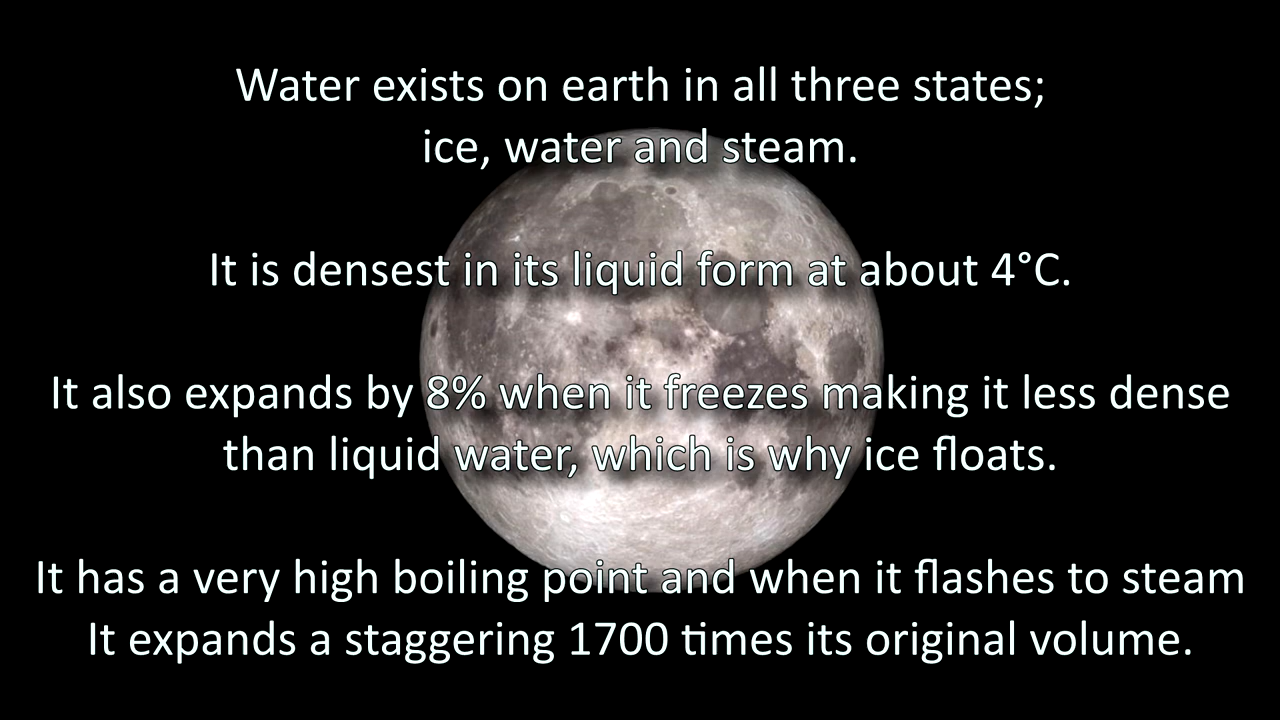 Water exists on earth in all three states;
ice, water and steam.
It is densest in its liquid form at about 4°C.
It also expands by 8% when it freezes making it less dense
than liquid water, which is why ice floats.
It has a very high boiling point and when it flashes to steam
It expands a staggering 1700 times its original volume.